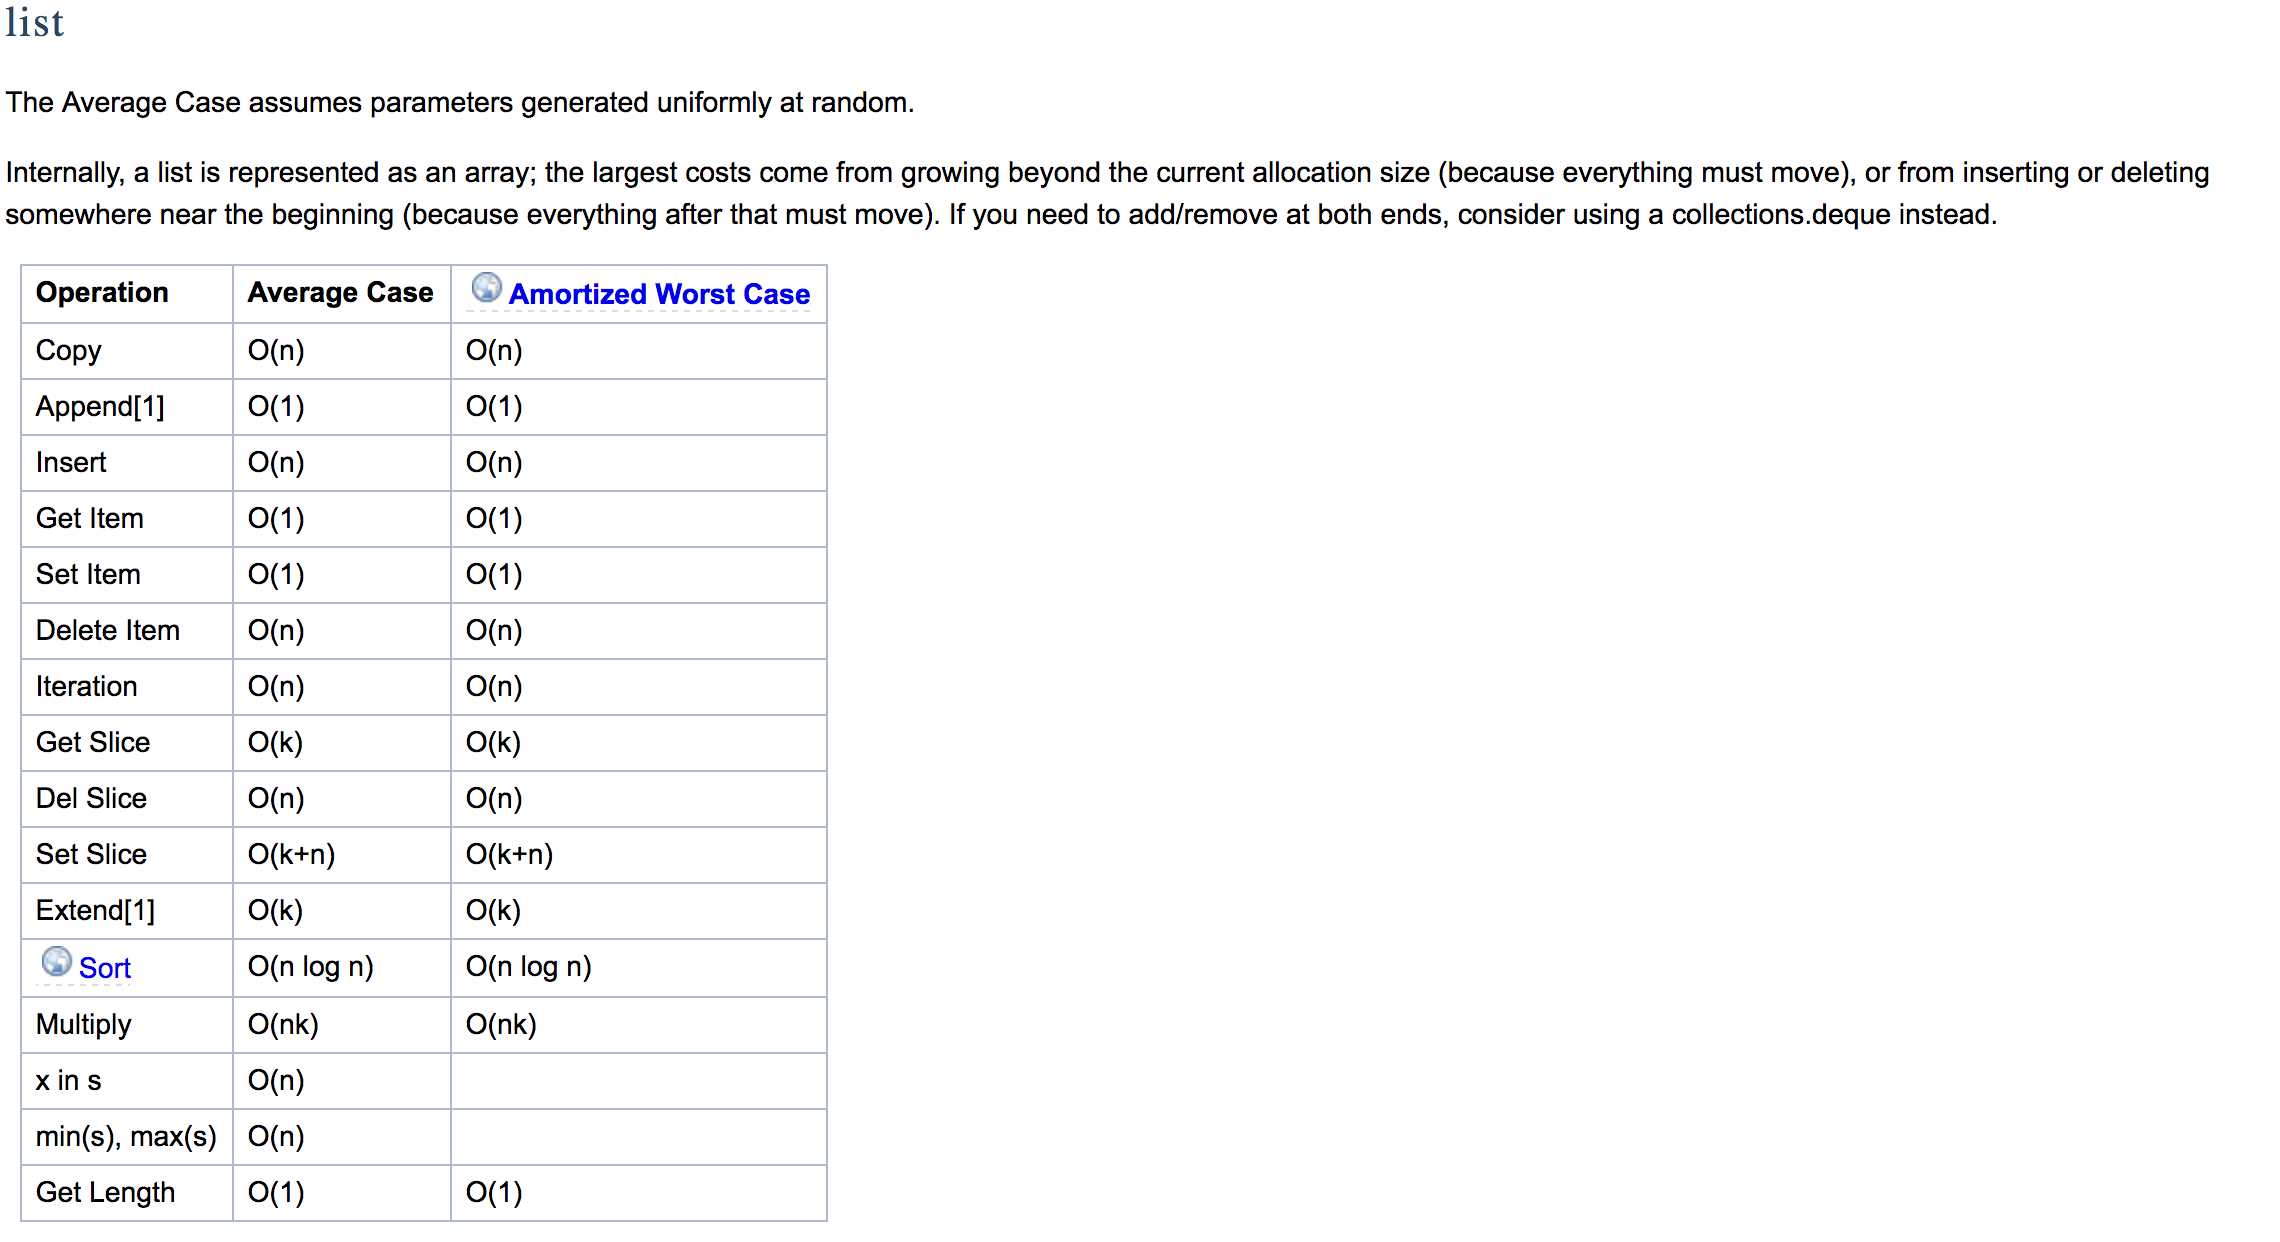 list
The Average Case assumes parameters generated uniformly at random.
Internally, a list is represented as an array; the largest costs come from growing beyond the current allocation size (because everything must move), or from inserting or deleting
somewhere near the beginning (because everything after that must move). If you need to add/remove at both ends, consider using a collections.deque instead.
Operation Average Case Amortized Worst Case
Copy O(n) O(n)
Append[1] O(1) O(1)
Insert O(n) O(n)
Get Item O(1) O(1)
Set Item O(1) O(1)
Delete Item O(n) O(n)
Iteration O(n) O(n)
Get Slice O(k) O(k)
Del Slice O(n) O(n)
Set Slice O(k+n) O(k+n)
Extend[1] O(k) O(k)
Sort O(n log n) O(n log n)
Multiply O(nk) O(nk)
x in s O(n)
min(s), max(s) O(n)
Get Length O(1) O(1)